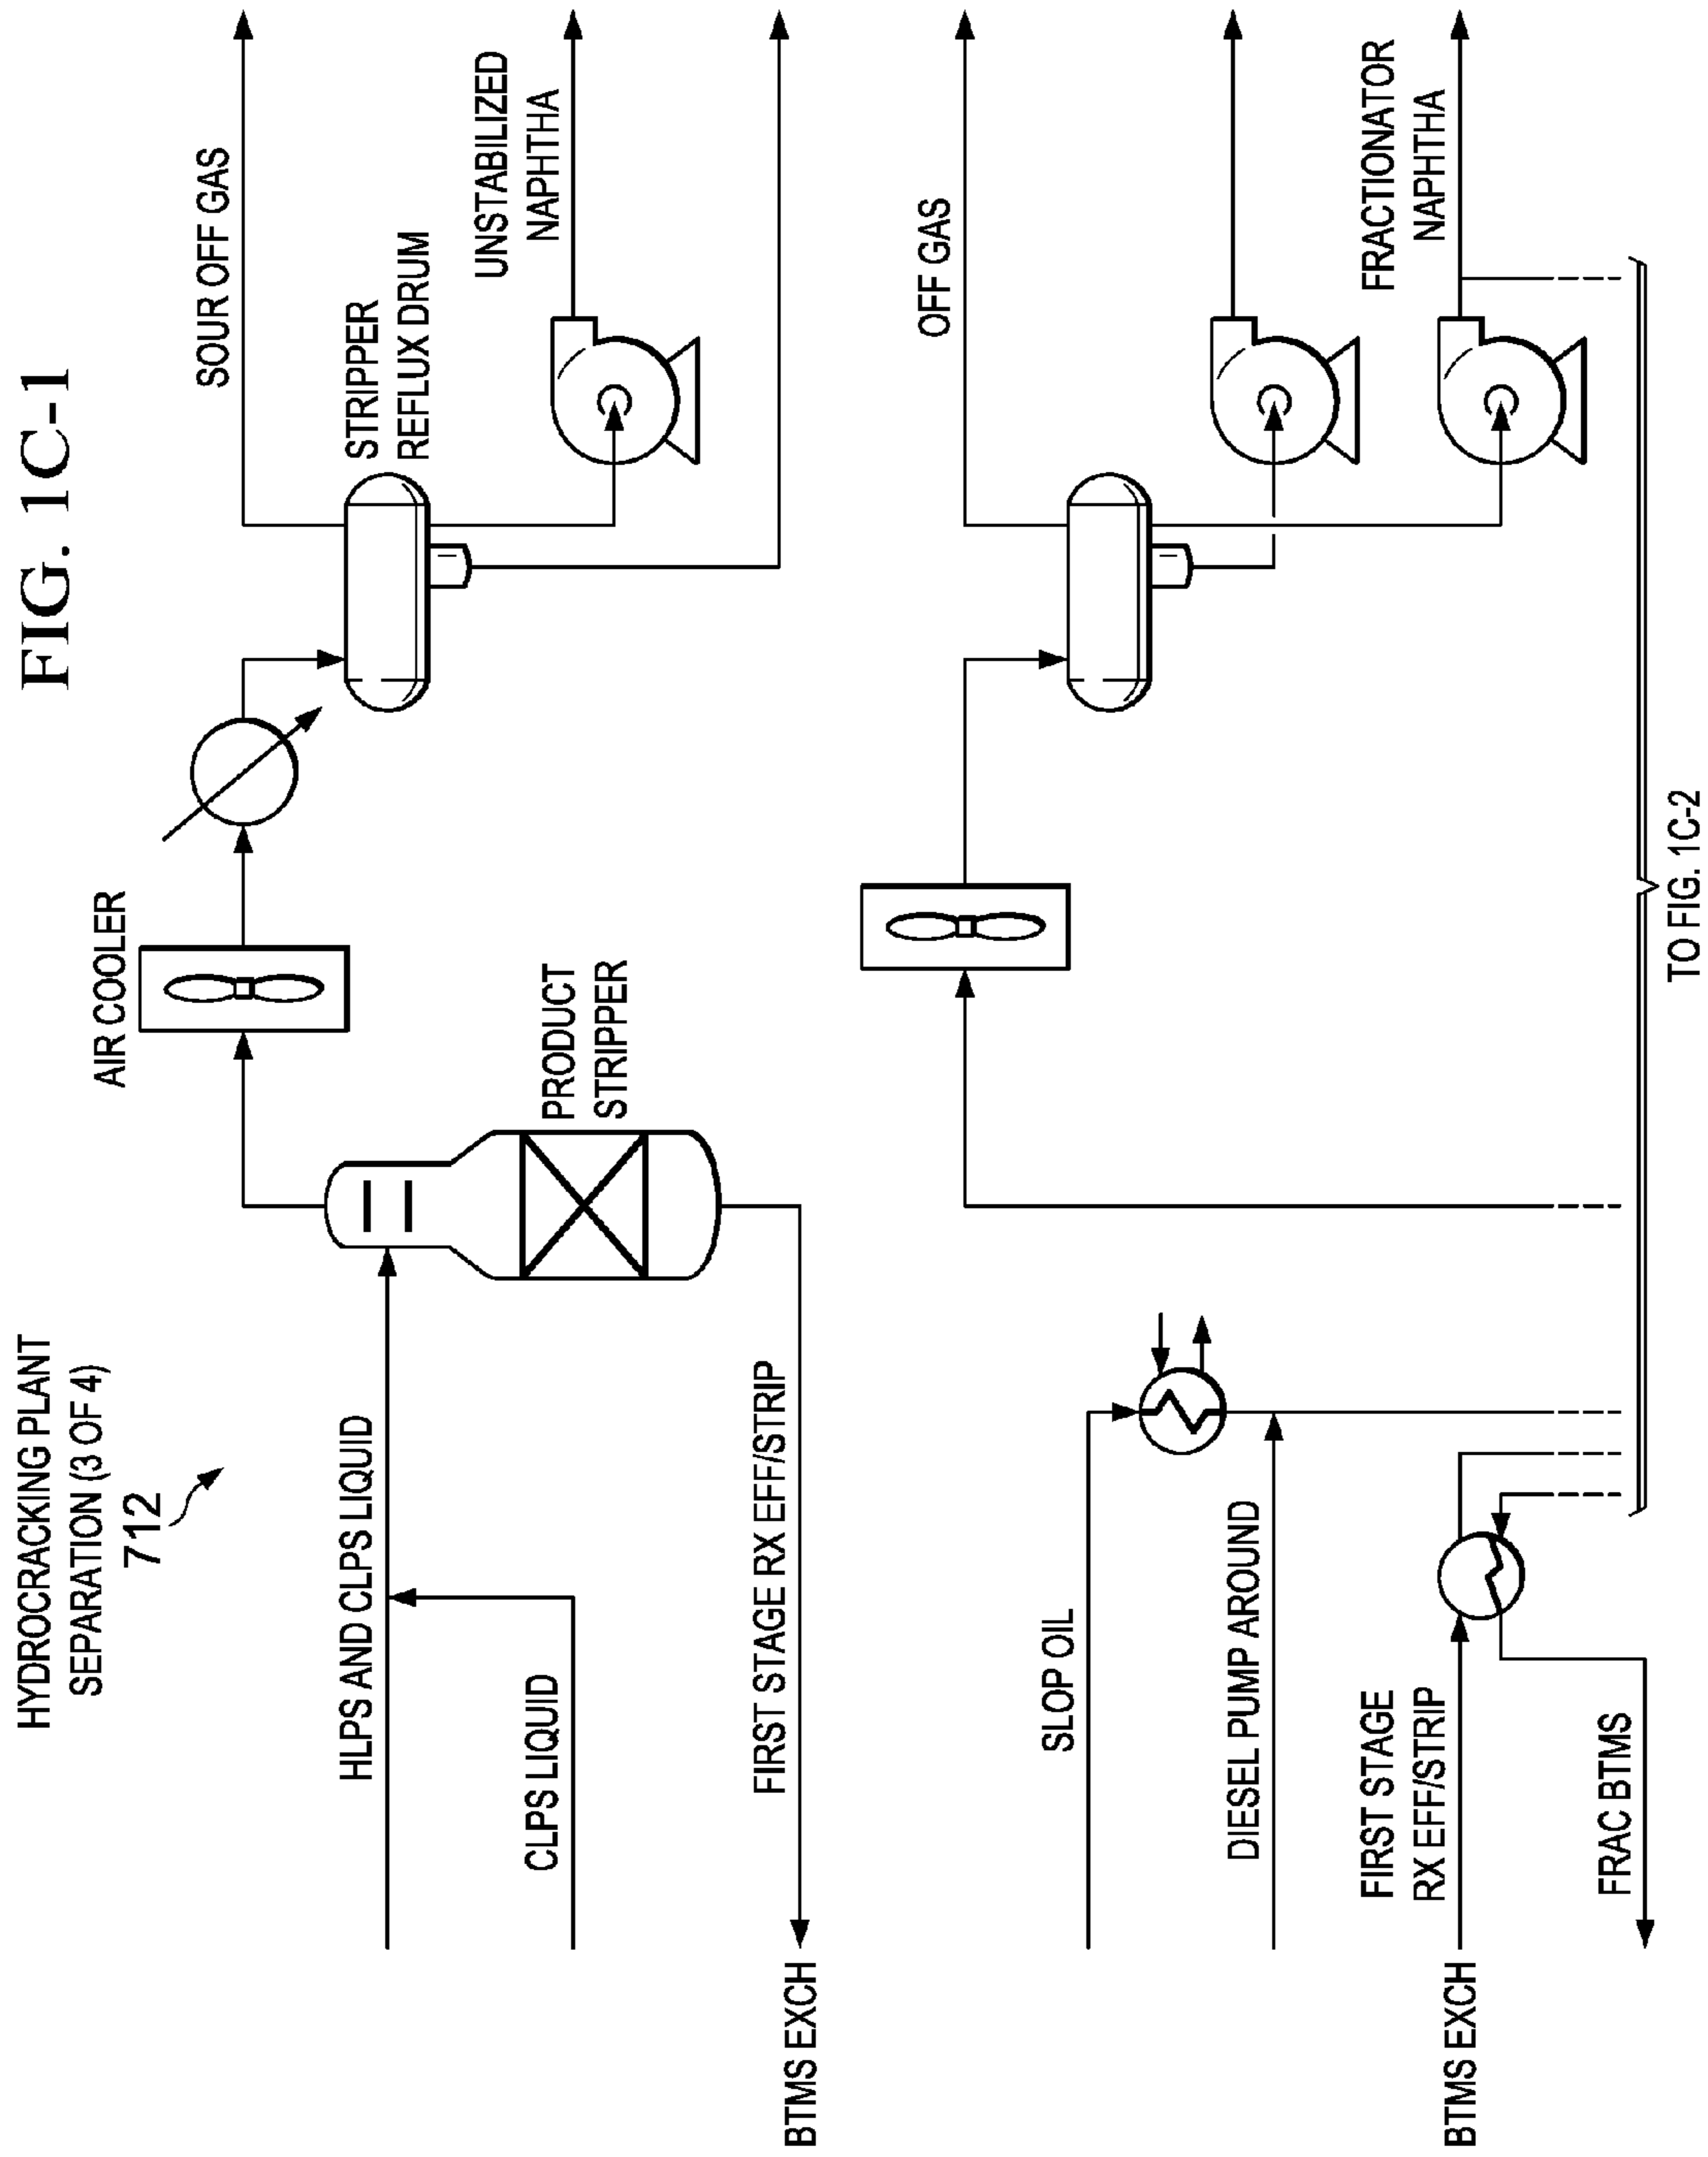 FIG. 1C-1
HYDROCRACKING PLANT
SEPARATION (3 OF 4)
712
AIR COOLER
SOUR OFF GAS
STRIPPER
REFLUX DRUM
HLPS AND CLPS LIQUID
UNSTABILIZED
NAPHTHA
CLPS LIQUID
PRODUCT
STRIPPER
FIRST STAGE RX EFF/STRIP
BTMS EXCH
OFF GAS
SLOP OIL
DIESEL PUMP AROUND
FRACTIONATOR
NAPHTHA
FIRST STAGE
RX EFF/STRIP
BTMS EXCH
FRAC BTMS
TO FIG. 1C-2